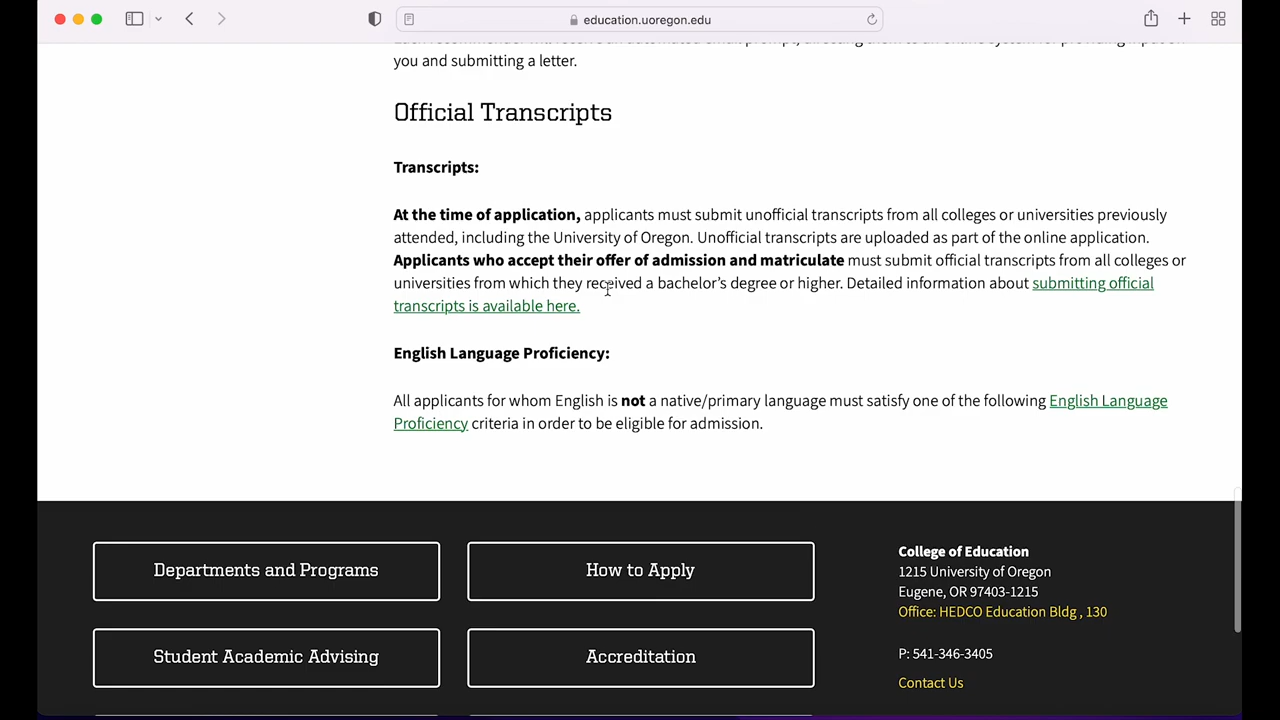 education.uoregon.edu
you and submitting a letter.
Official Transcripts
Transcripts:
At the time of application, applicants must submit unofficial transcripts from all colleges or universities previously
attended, including the University of Oregon. Unofficial transcripts are uploaded as part of the online application.
Applicants who accept their offer of admission and matriculate must submit official transcripts from all colleges or
universities from which they received a bachelor’s degree or higher. Detailed information about submitting official
transcripts is available here.
English Language Proficiency:
All applicants for whom English is not a native/primary language must satisfy one of the following English Language
Proficiency criteria in order to be eligible for admission.
Departments and Programs
How to Apply
Student Academic Advising
Accreditation
College of Education
1215 University of Oregon
Eugene, OR 97403-1215
Office: HEDCO Education Bldg , 130
P: 541-346-3405
Contact Us